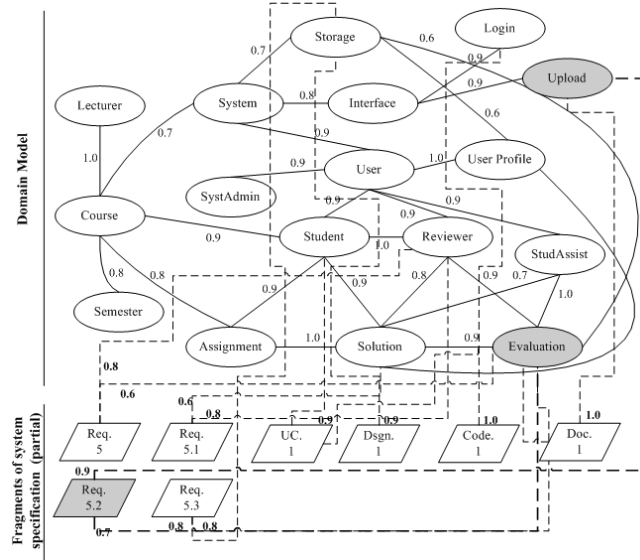 Storage
Login
0.6
0.7
0.9
System
0.8
Interface
0.9
Upload
Lecturer
0.7
0.9
0.6
1.0
User
1.0
User Profile
0.9
SystAdmin
Domain Model
Course
0.9
0.9
0.9
0.9
Student
1.0
Reviewer
StudAssist
0.8
0.8
0.9
0.9
0.8
0.9
0.7
1.0
Semester
Assignment
1.0
Solution
0.9
Evaluation
0.8
0.6
0.6
0.8
0.9
0.9
1.0
1.0
Req.
5
Req.
5.1
UC.
1
Dsgn.
1
Code.
1
Doc.
1
Fragments of system
specification (partial)
0.9
Req.
5.2
Req.
5.3
0.7
0.8
0.8